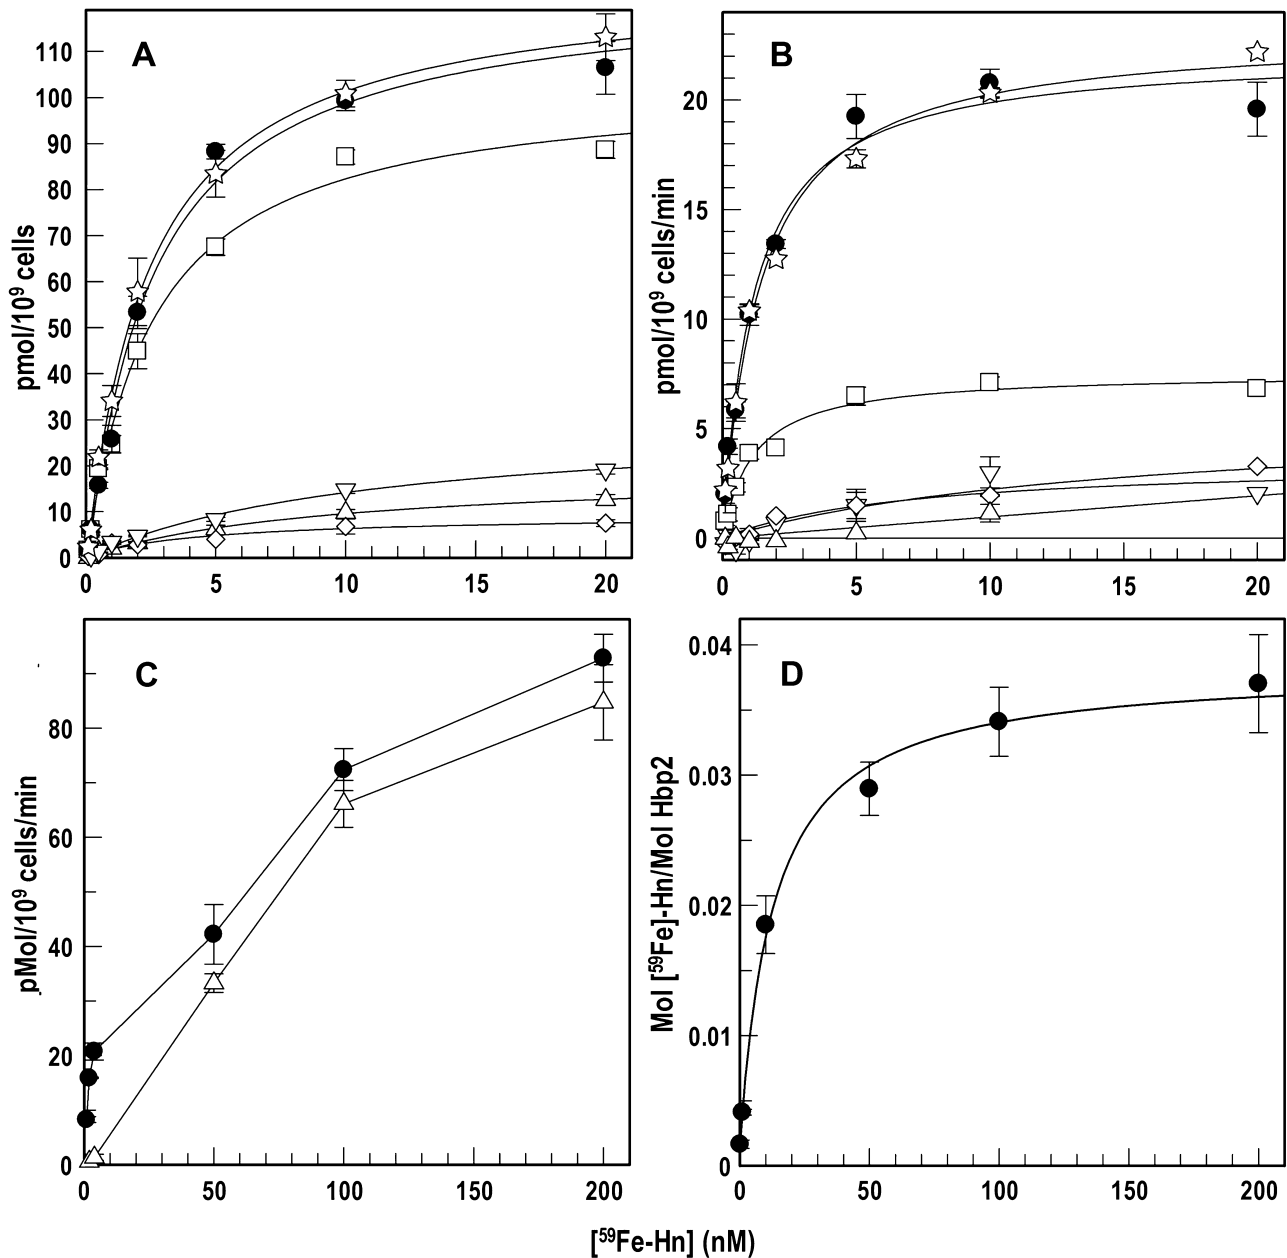 A
pmol/10⁹ cells
110
100
90
80
70
60
50
40
30
20
10
0
0 5 10 15 20
B
pmol/10⁹ cells/min
20
15
10
5
0
0 5 10 15 20
C
pMol/10⁹ cells/min
80
60
40
20
0
0 50 100 150 200
D
Mol [⁵⁹Fe]-Hn/Mol Hbp2
0.04
0.03
0.02
0.01
0
0 50 100 150 200
[⁵⁹Fe-Hn] (nM)